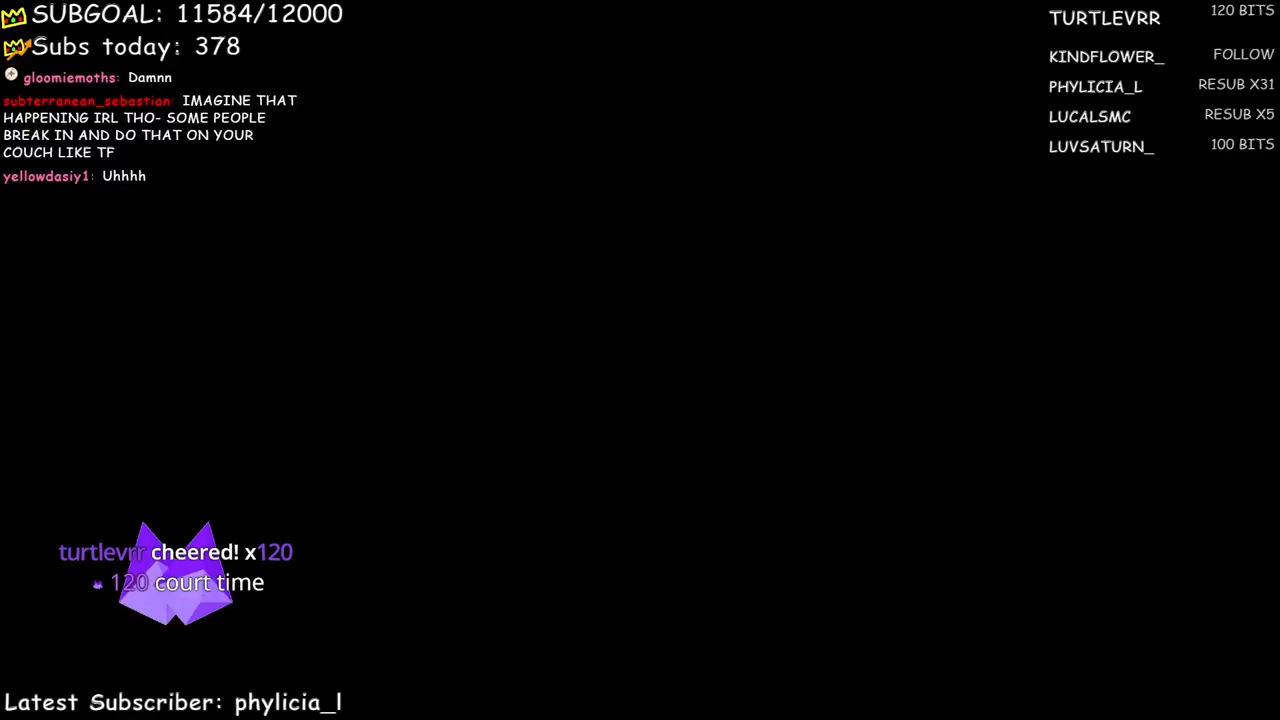 SUBGOAL: 11584/12000
Subs today: 378
gloomiemoths: Damnn
subterranean_sebastian: IMAGINE THAT
HAPPENING IRL THO- SOME PEOPLE
BREAK IN AND DO THAT ON YOUR
COUCH LIKE TF
yellowdasiy1: Uhhhh
TURTLEVRR 120 BITS
KINDFLOWER_ FOLLOW
PHYLICIA_L RESUB X31
LUCALSMC RESUB X5
LUVSATURN_ 100 BITS
turtlevrr cheered! x120
120 court time
Latest Subscriber: phylicia_l